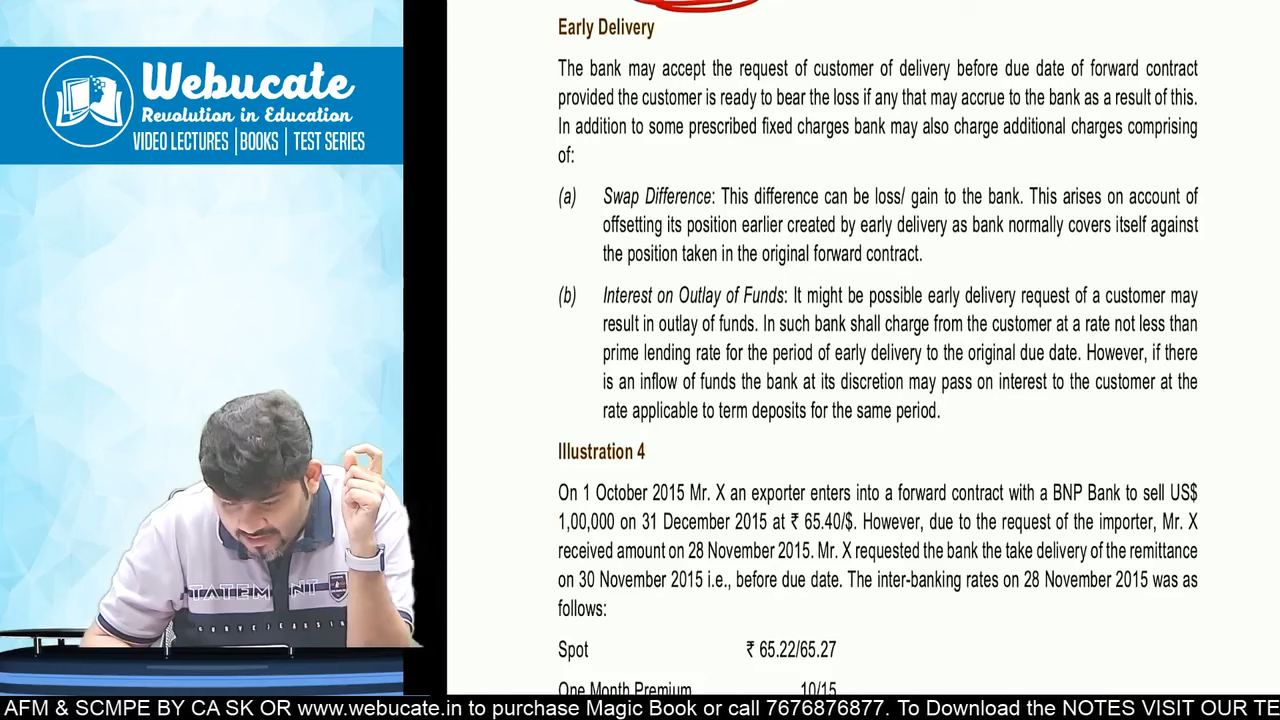 Webucate
Revolution in Education
VIDEO LECTURES | BOOKS | TEST SERIES
Early Delivery
The bank may accept the request of customer of delivery before due date of forward contract
provided the customer is ready to bear the loss if any that may accrue to the bank as a result of this.
In addition to some prescribed fixed charges bank may also charge additional charges comprising
of:
(a) Swap Difference: This difference can be loss/ gain to the bank. This arises on account of
offsetting its position earlier created by early delivery as bank normally covers itself against
the position taken in the original forward contract.
(b) Interest on Outlay of Funds: It might be possible early delivery request of a customer may
result in outlay of funds. In such bank shall charge from the customer at a rate not less than
prime lending rate for the period of early delivery to the original due date. However, if there
is an inflow of funds the bank at its discretion may pass on interest to the customer at the
rate applicable to term deposits for the same period.
Illustration 4
On 1 October 2015 Mr. X an exporter enters into a forward contract with a BNP Bank to sell US$
1,00,000 on 31 December 2015 at ₹ 65.40/$. However, due to the request of the importer, Mr. X
received amount on 28 November 2015. Mr. X requested the bank the take delivery of the remittance
on 30 November 2015 i.e., before due date. The inter-banking rates on 28 November 2015 was as
follows:
Spot ₹ 65.22/65.27
One Month Premium 10/15
AFM & SCMPE BY CA SK OR www.webucate.in to purchase Magic Book or call 7676876877. To Download the NOTES VISIT OUR TE